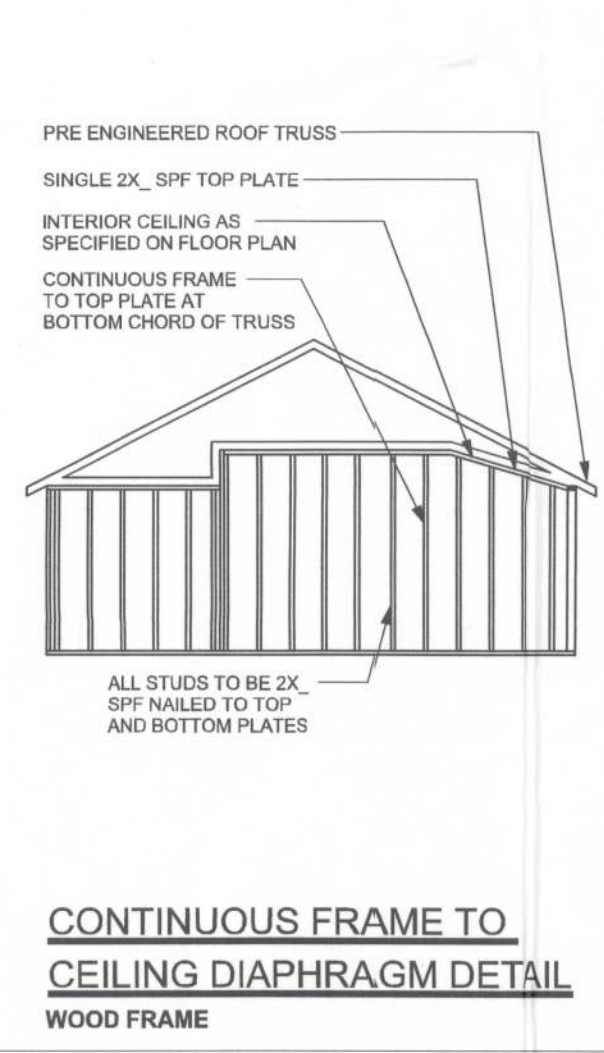 PRE ENGINEERED ROOF TRUSS
SINGLE 2X_ SPF TOP PLATE
INTERIOR CEILING AS
SPECIFIED ON FLOOR PLAN
CONTINUOUS FRAME
TO TOP PLATE AT
BOTTOM CHORD OF TRUSS
ALL STUDS TO BE 2X_
SPF NAILED TO TOP
AND BOTTOM PLATES
CONTINUOUS FRAME TO
CEILING DIAPHRAGM DETAIL
WOOD FRAME